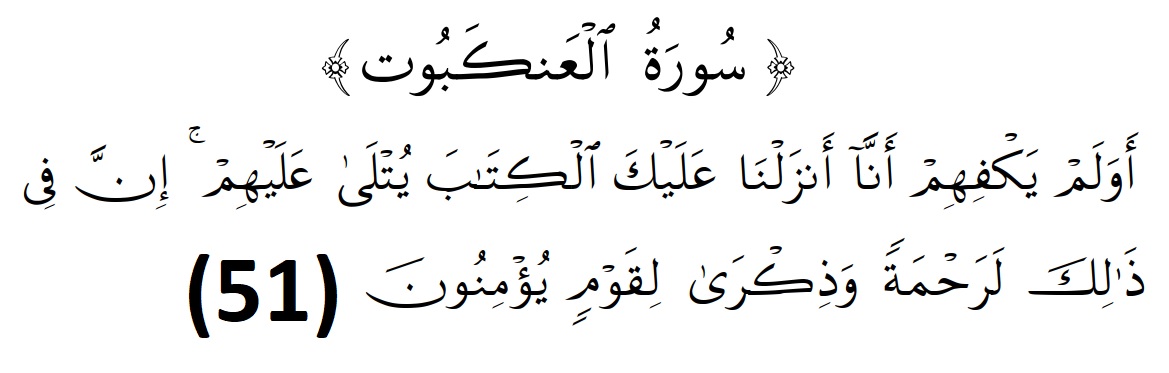 ﴿ سُورَةُ ٱلْعَنكَبُوت ﴾
أَوَلَمْ يَكْفِهِمْ أَنَّآ أَنزَلْنَا عَلَيْكَ ٱلْكِتَـٰبَ يُتْلَىٰ عَلَيْهِمْ ۚ إِنَّ فِى
ذَٰلِكَ لَرَحْمَةً وَذِكْرَىٰ لِقَوْمٍ يُؤْمِنُونَ (51)